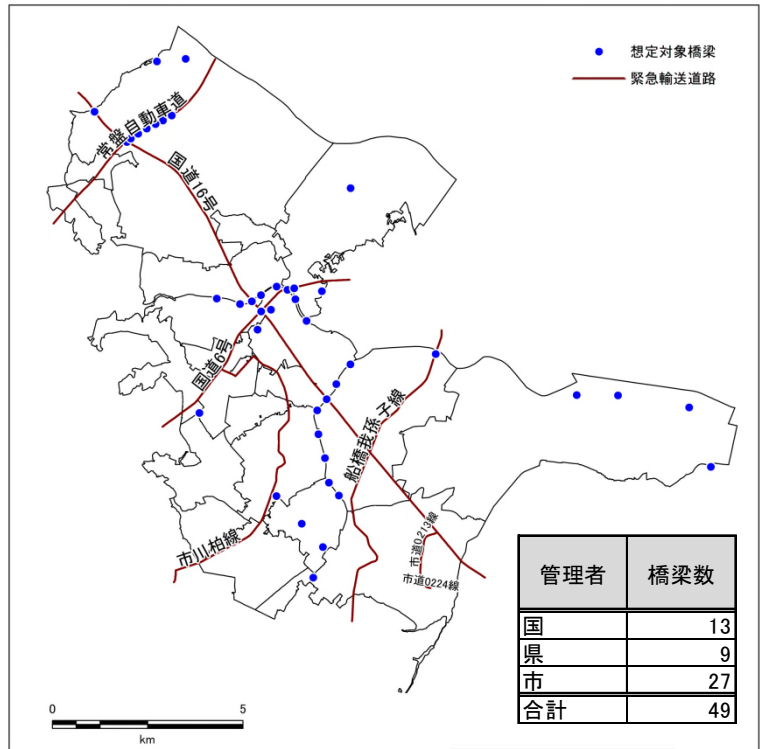 想定対象橋梁
緊急輸送道路
常盤自動車道
国道16号
国道6号
船橋我孫子線
市川柏線
市道0213線
市道0224線
管理者 橋梁数
国 13
県 9
市 27
合計 49
0 5
km